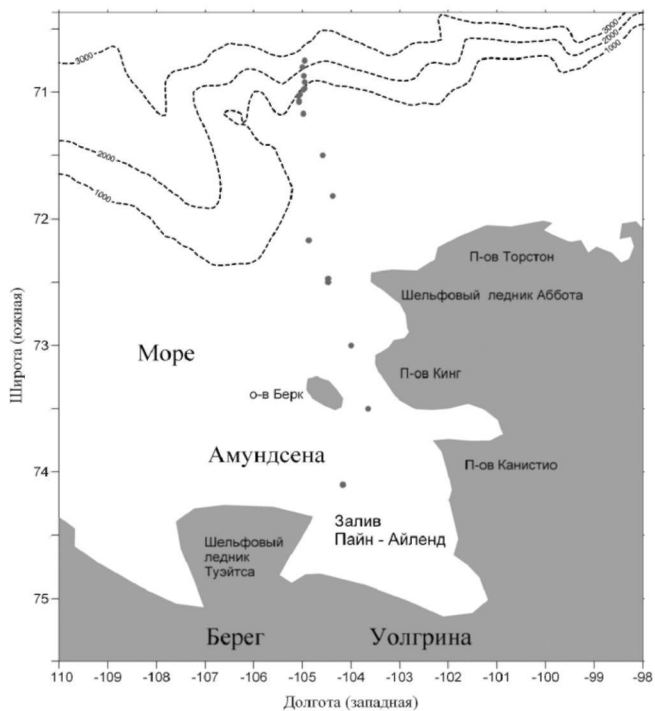 3000
3000
2000
1000
71
2000
1000
72
П-ов Торстон
Шельфовый ледник Аббота
73
Море
П-ов Кинг
о-в Берк
Широта (южная)
74
Амундсена
П-ов Канистио
Залив
Пайн - Айленд
Шельфовый
ледник
Туэйтса
75
Берег Уолгрина
110 -109 -108 -107 -106 -105 -104 -103 -102 -101 -100 -99 -98
Долгота (западная)